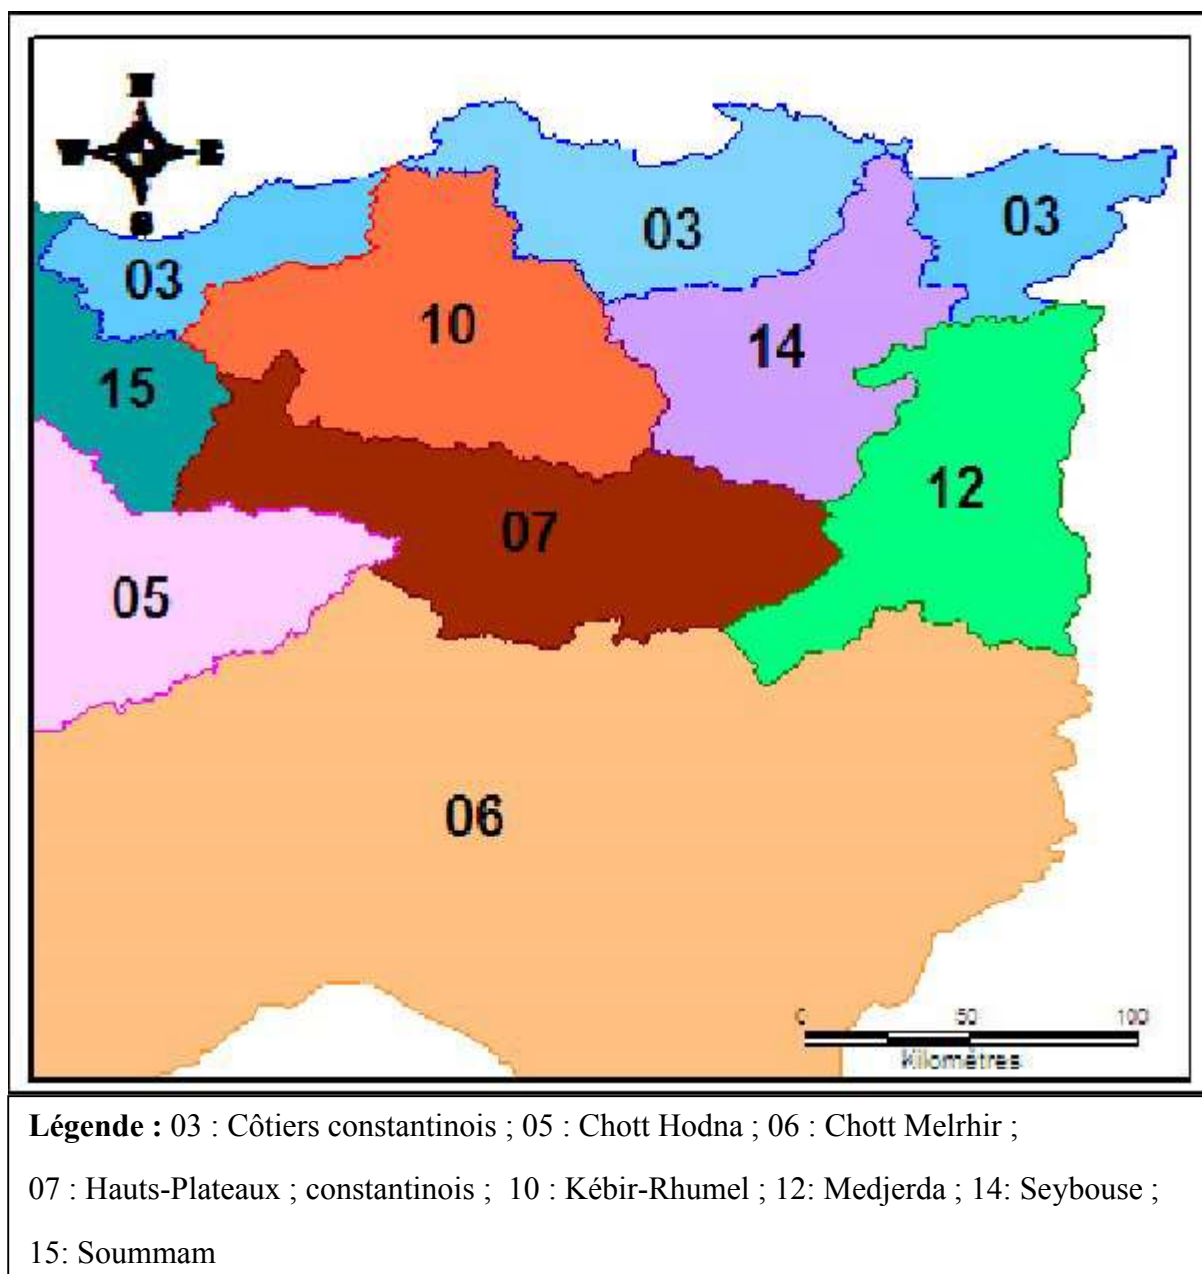 N
W E
S
03 03 03
10
14
15
12
07
05
06
0 50 100
Kilomètres
Légende : 03 : Côtiers constantinois ; 05 : Chott Hodna ; 06 : Chott Melrhir ;
07 : Hauts-Plateaux ; constantinois ; 10 : Kébir-Rhumel ; 12: Medjerda ; 14: Seybouse ;
15: Soummam